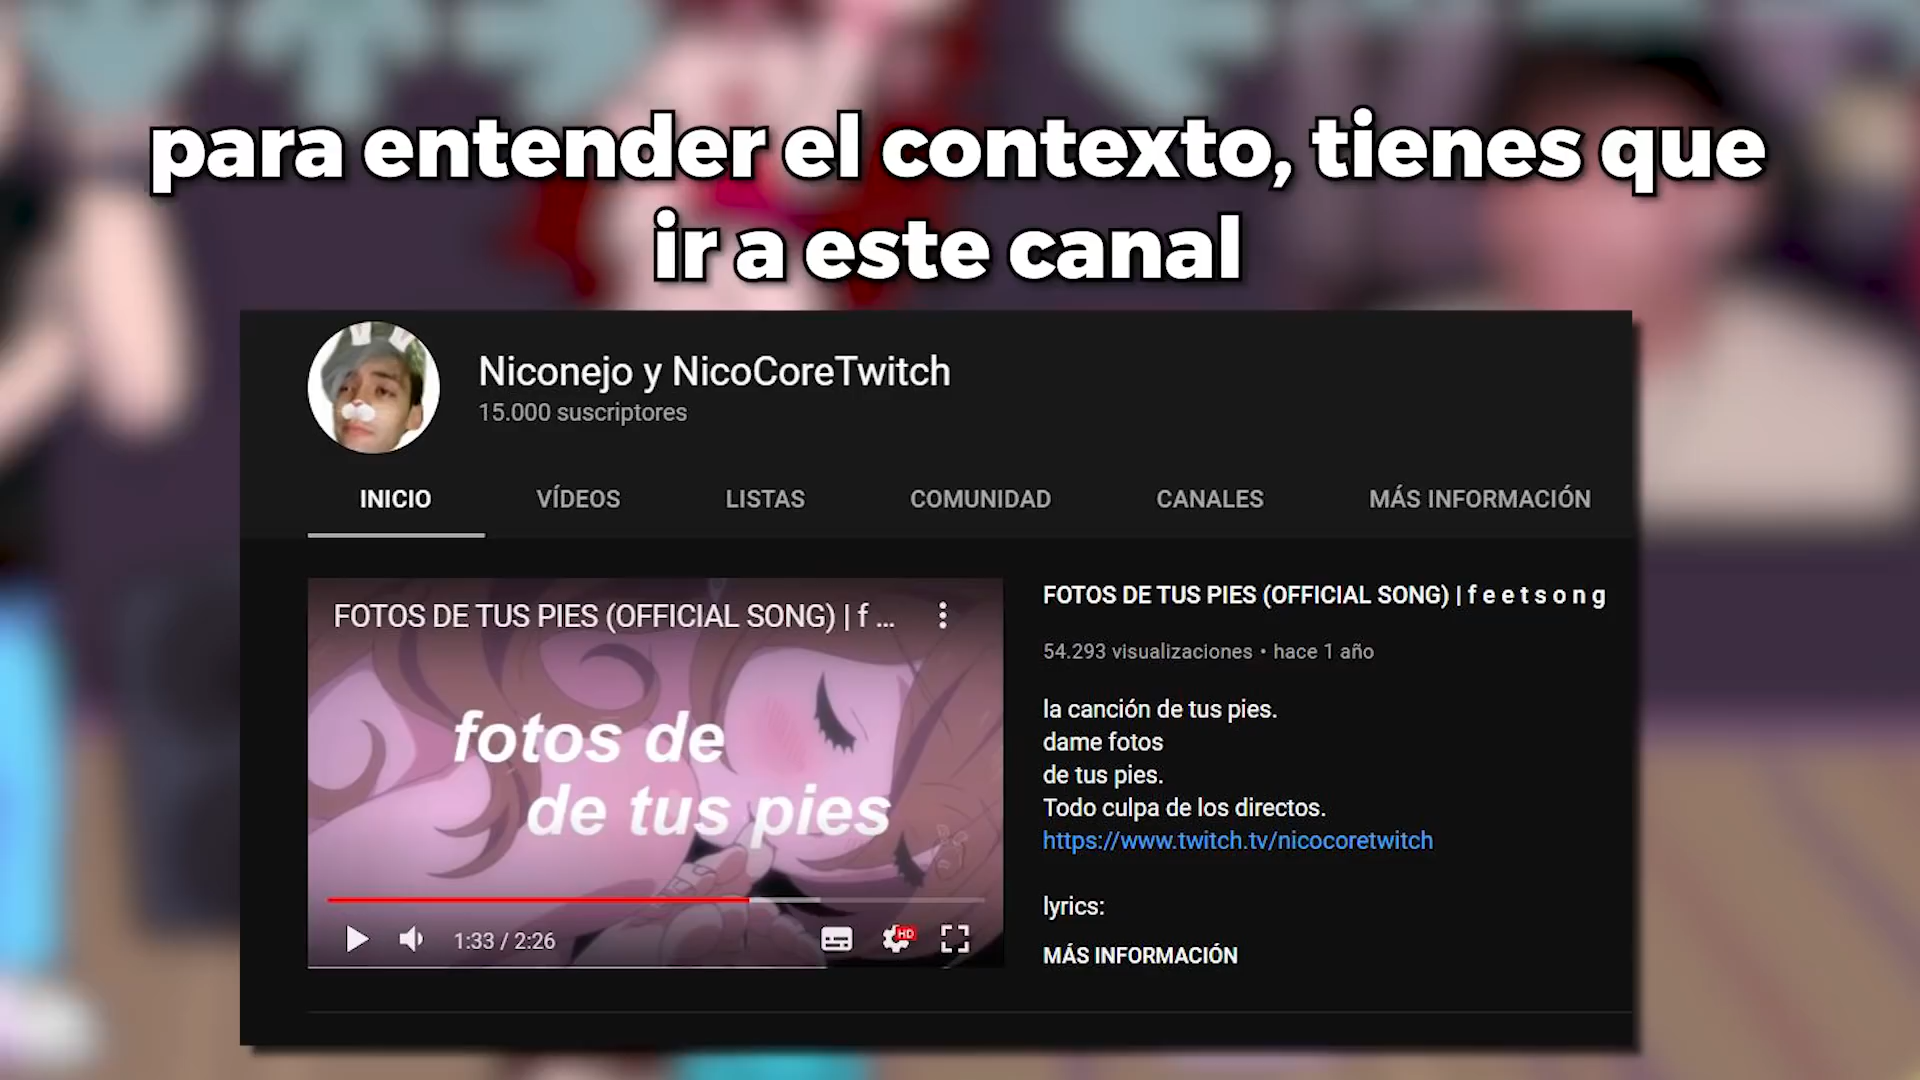 para entender el contexto, tienes que
ir a este canal
Niconejo y NicoCoreTwitch
15.000 suscriptores
INICIO
VÍDEOS
LISTAS
COMUNIDAD
CANALES
MÁS INFORMACIÓN
FOTOS DE TUS PIES (OFFICIAL SONG) | f ...
fotos de
de tus pies
1:33 / 2:26
HD
FOTOS DE TUS PIES (OFFICIAL SONG) | f e e t s o n g
54.293 visualizaciones • hace 1 año
la canción de tus pies.
dame fotos
de tus pies.
Todo culpa de los directos.
https://www.twitch.tv/nicocoretwitch
lyrics:
MÁS INFORMACIÓN